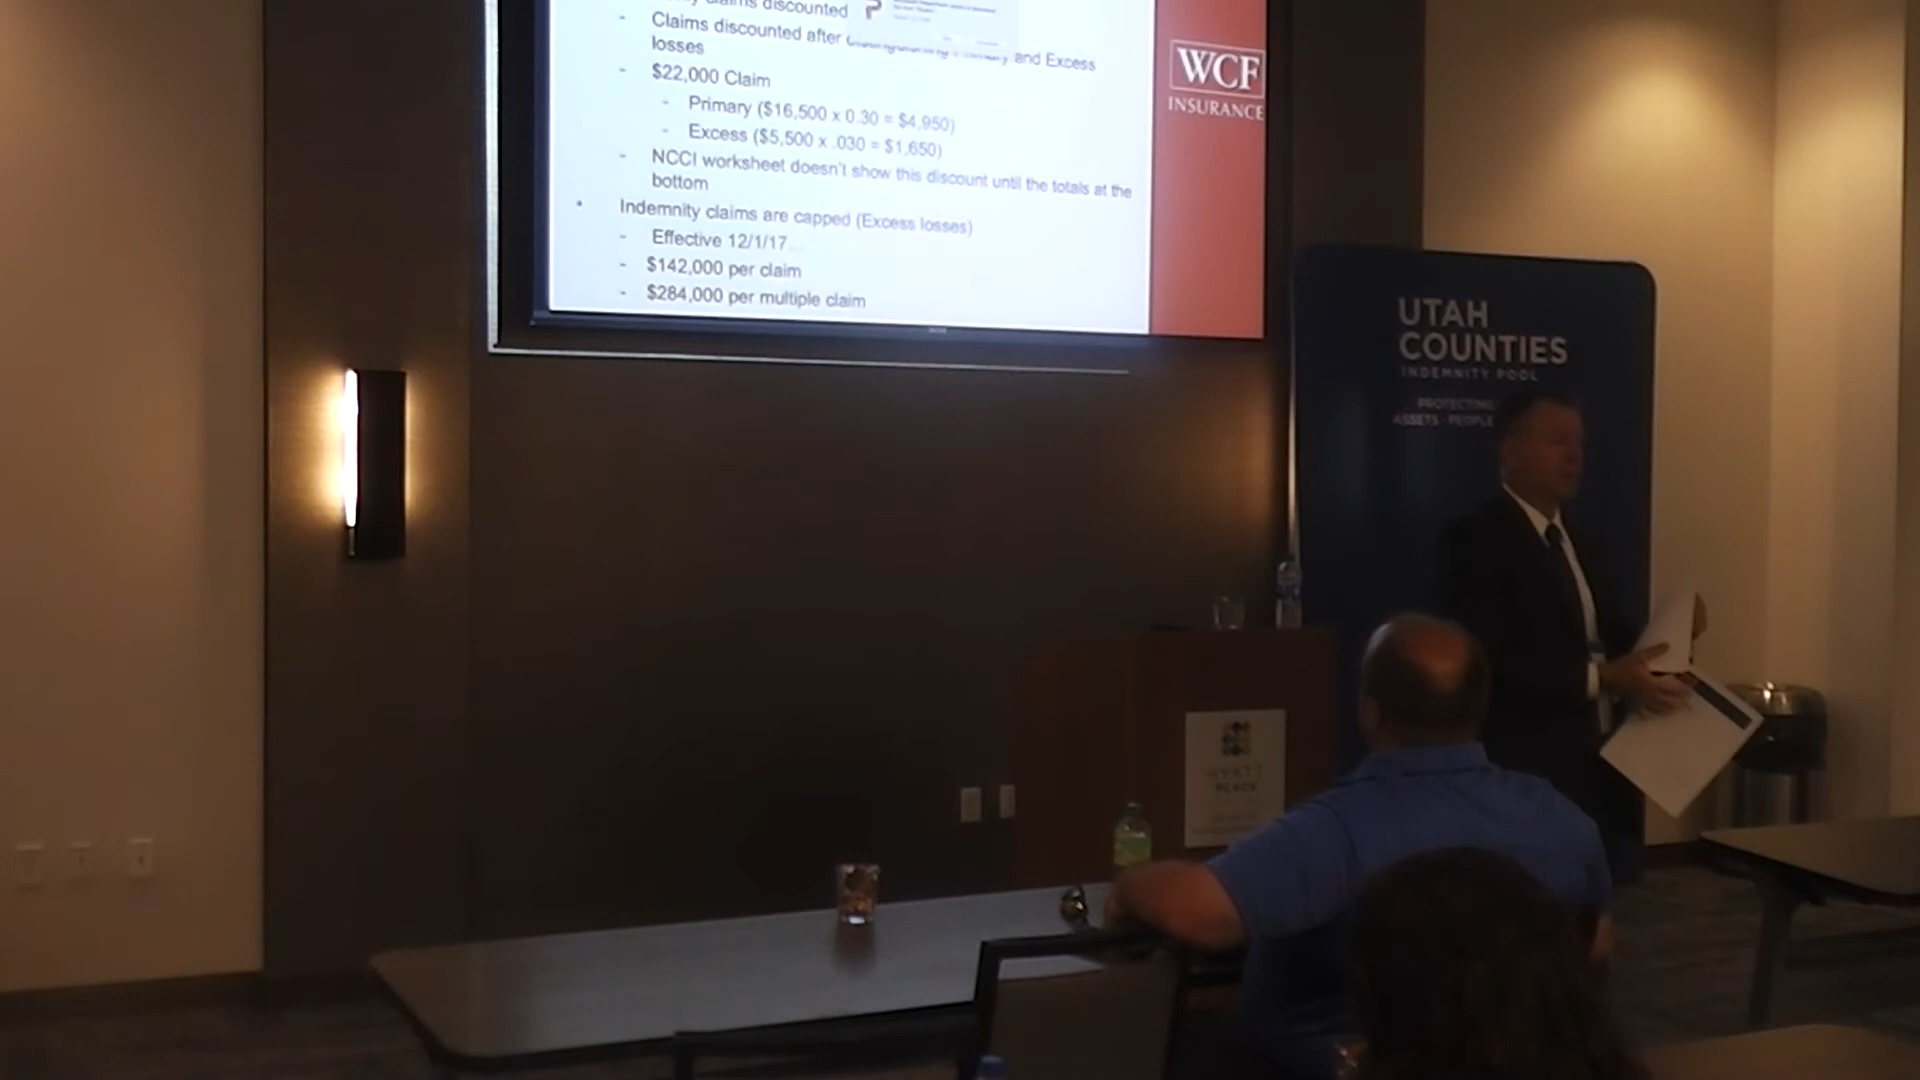 claims discounted
- Claims discounted after and Excess
losses
- $22,000 Claim
- Primary ($16,500 x 0.30 = $4,950)
- Excess ($5,500 x .030 = $1,650)
- NCCI worksheet doesn't show this discount until the totals at the
bottom
• Indemnity claims are capped (Excess losses)
- Effective 12/1/17
- $142,000 per claim
- $284,000 per multiple claim
WCF
INSURANCE
UTAH
COUNTIES
INDEMNITY POOL
PROTECTING
ASSETS · PEOPLE
HYATT
PLACE